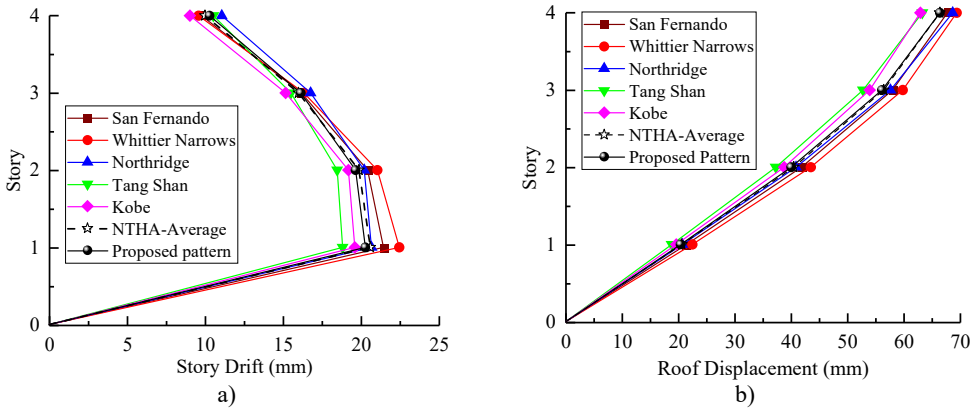 4
3
2
1
0
Story
San Fernando
Whittier Narrows
Northridge
Tang Shan
Kobe
NTHA-Average
Proposed pattern
0 5 10 15 20 25
Story Drift (mm)
a)
4
3
2
1
0
Story
San Fernando
Whittier Narrows
Northridge
Tang Shan
Kobe
NTHA-Average
Proposed Pattern
0 10 20 30 40 50 60 70
Roof Displacement (mm)
b)